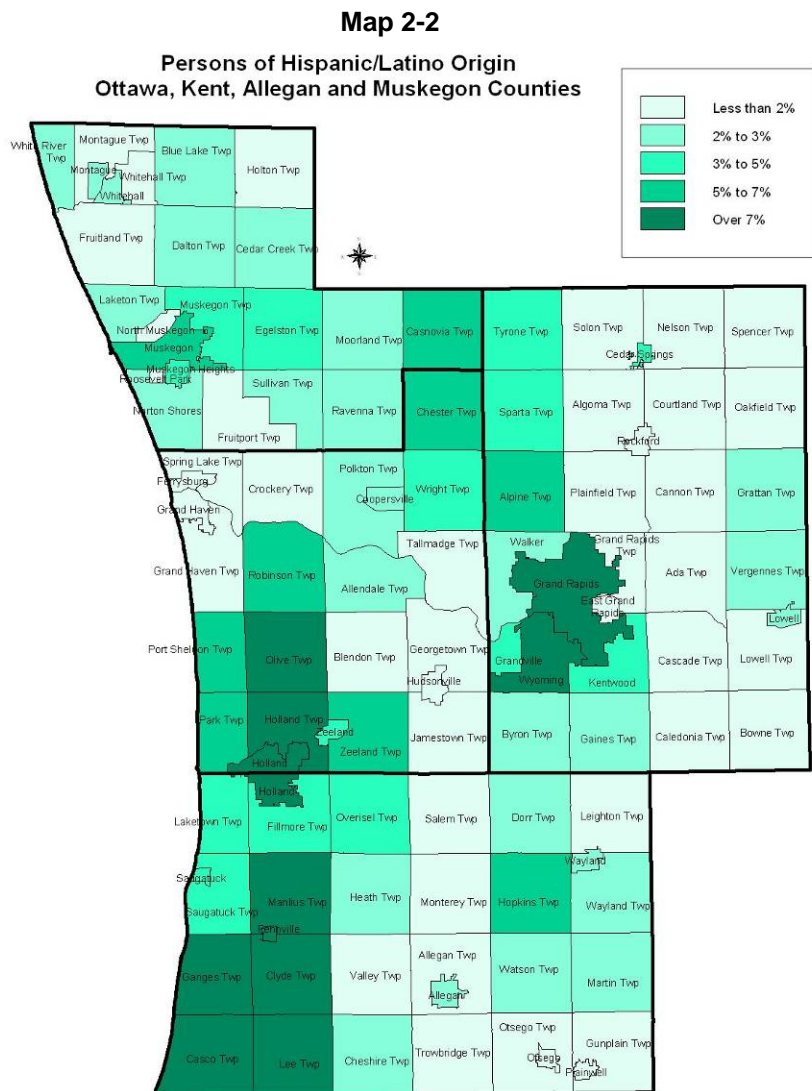 Map 2-2
Persons of Hispanic/Latino Origin
Ottawa, Kent, Allegan and Muskegon Counties
Less than 2%
2% to 3%
3% to 5%
5% to 7%
Over 7%
White River
Twp
Montague Twp
Blue Lake Twp
Holton Twp
Montague
Whitehall Twp
Whitehall
Fruitland Twp
Dalton Twp
Cedar Creek Twp
Laketon Twp
Muskegon Twp
North Muskegon
Egelston Twp
Moorland Twp
Casnovia Twp
Tyrone Twp
Solon Twp
Nelson Twp
Spencer Twp
Muskegon
Cedar Springs
Muskegon Heights
Roosevelt Park
Sullivan Twp
Norton Shores
Fruitport Twp
Ravenna Twp
Chester Twp
Sparta Twp
Algoma Twp
Courtland Twp
Oakfield Twp
Rockford
Spring Lake Twp
Ferrysburg
Crockery Twp
Polkton Twp
Coopersville
Wright Twp
Alpine Twp
Plainfield Twp
Cannon Twp
Grattan Twp
Grand Haven
Tallmadge Twp
Walker
Grand Rapids
Twp
Grand Haven Twp
Robinson Twp
Allendale Twp
Grand Rapids
Ada Twp
Vergennes Twp
East Grand
Rapids
Lowell
Port Sheldon Twp
Olive Twp
Blendon Twp
Georgetown Twp
Hudsonville
Grandville
Wyoming
Kentwood
Cascade Twp
Lowell Twp
Park Twp
Holland Twp
Zeeland
Zeeland Twp
Jamestown Twp
Byron Twp
Gaines Twp
Caledonia Twp
Bowne Twp
Holland
Holland
Laketown Twp
Fillmore Twp
Overisel Twp
Salem Twp
Dorr Twp
Leighton Twp
Wayland
Saugatuck
Saugatuck Twp
Manlius Twp
Heath Twp
Monterey Twp
Hopkins Twp
Wayland Twp
Fennville
Ganges Twp
Clyde Twp
Valley Twp
Allegan Twp
Allegan
Watson Twp
Martin Twp
Casco Twp
Lee Twp
Cheshire Twp
Trowbridge Twp
Otsego Twp
Otsego
Gunplain Twp
Plainwell